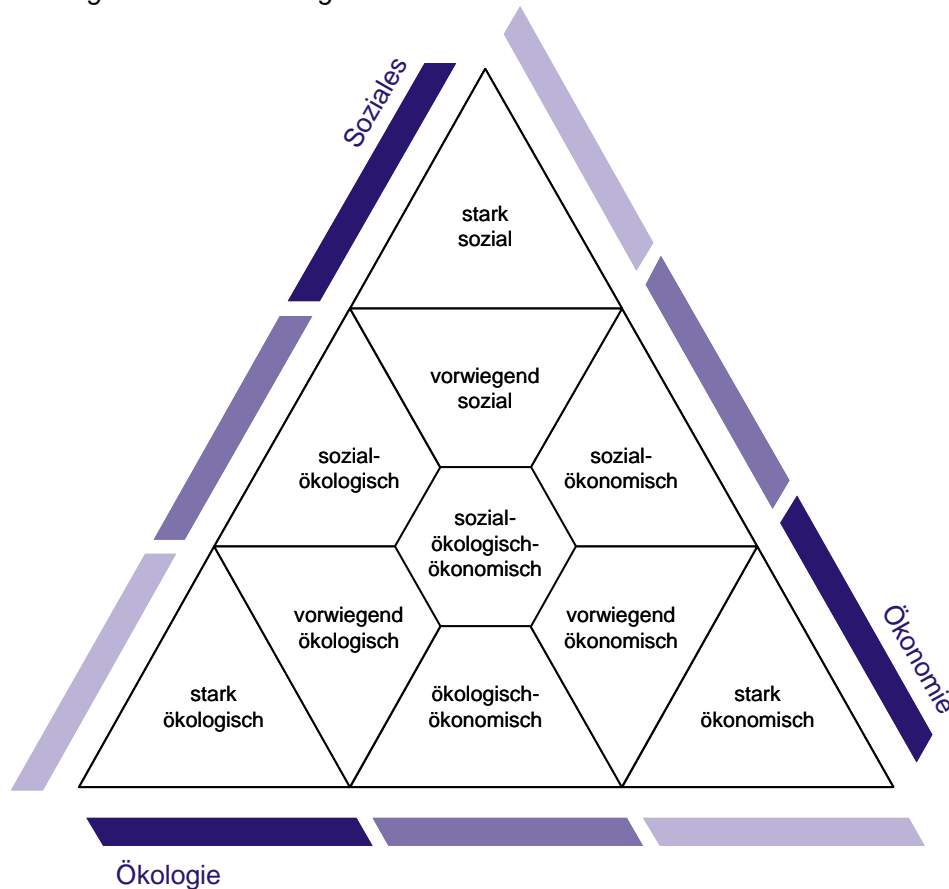 Soziales
stark
sozial
vorwiegend
sozial
sozial-
ökologisch
sozial-
ökonomisch
sozial-
ökologisch-
ökonomisch
vorwiegend
ökologisch
vorwiegend
ökonomisch
stark
ökologisch
ökologisch-
ökonomisch
stark
ökonomisch
Ökonomie
Ökologie